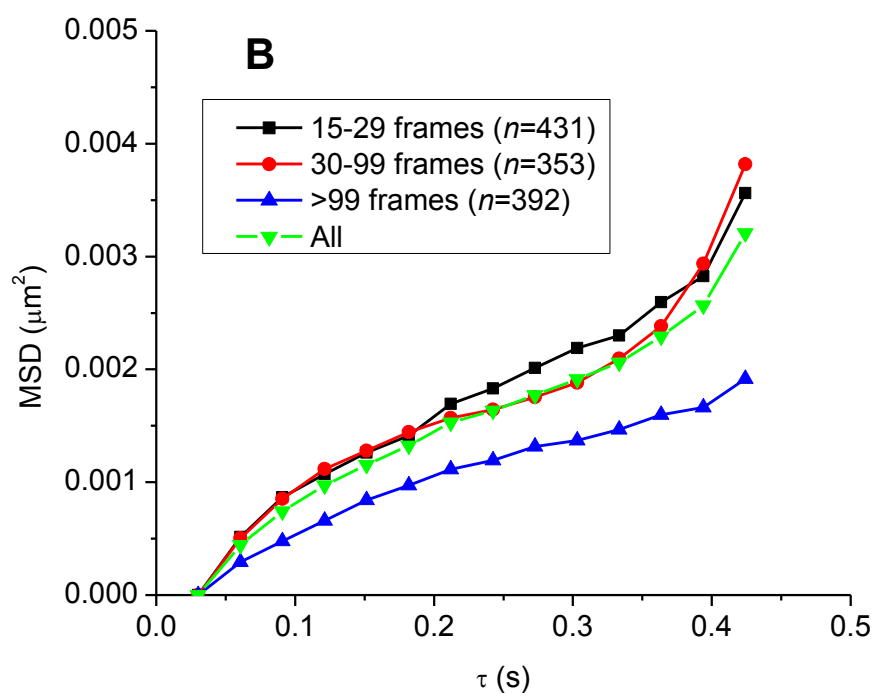 B
15-29 frames (n=431)
30-99 frames (n=353)
>99 frames (n=392)
All
0.005
0.004
0.003
0.002
0.001
0.000
MSD (μm²)
0.0 0.1 0.2 0.3 0.4 0.5
τ (s)